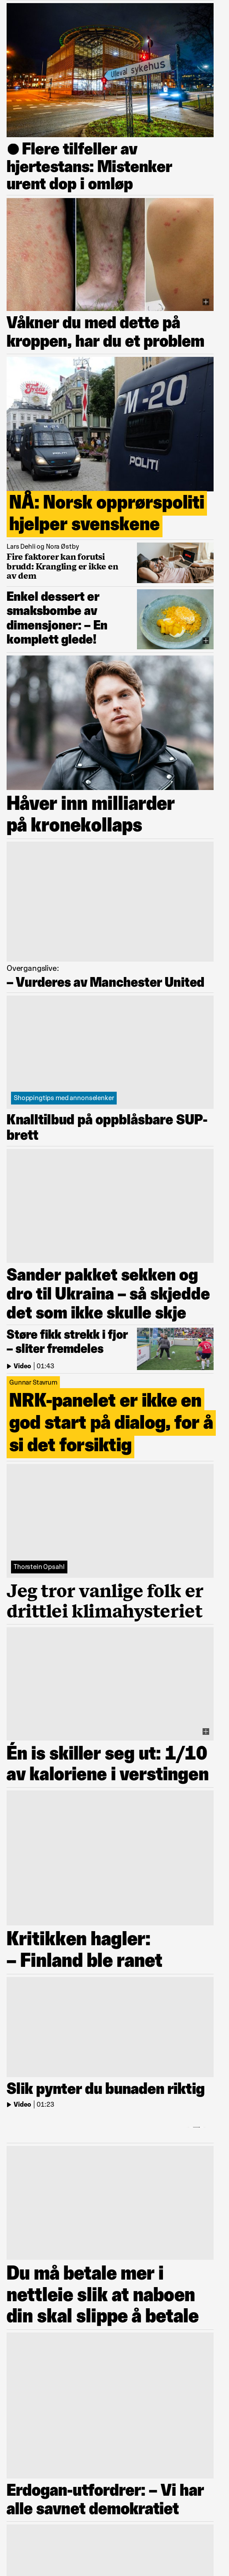 Ullevål sykehus
Flere tilfeller av
hjertestans: Mistenker
urent dop i omløp
Våkner du med dette på
kroppen, har du et problem
Freia
M-20
POLITI
NÅ: Norsk opprørspoliti
hjelper svenskene
Lars Dehli og Nora Østby
Fire faktorer kan forutsi
brudd: Krangling er ikke en
av dem
Enkel dessert er
smaksbombe av
dimensjoner: – En
komplett glede!
Håver inn milliarder
på kronekollaps
Overgangslive:
– Vurderes av Manchester United
Shoppingtips med annonselenker
Knalltilbud på oppblåsbare SUP-
brett
Sander pakket sekken og
dro til Ukraina – så skjedde
det som ikke skulle skje
Støre fikk strekk i fjor
– sliter fremdeles
Video | 01:43
Gunnar Stavrum
NRK-panelet er ikke en
god start på dialog, for å
si det forsiktig
Thorstein Opsahl
Jeg tror vanlige folk er
drittlei klimahysteriet
Én is skiller seg ut: 1/10
av kaloriene i verstingen
Kritikken hagler:
– Finland ble ranet
Slik pynter du bunaden riktig
Video | 01:23
Du må betale mer i
nettleie slik at naboen
din skal slippe å betale
Erdogan-utfordrer: – Vi har
alle savnet demokratiet